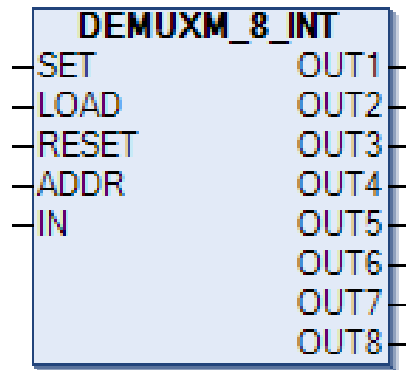 DEMUXM_8_INT
SET OUT1
LOAD OUT2
RESET OUT3
ADDR OUT4
IN OUT5
OUT6
OUT7
OUT8